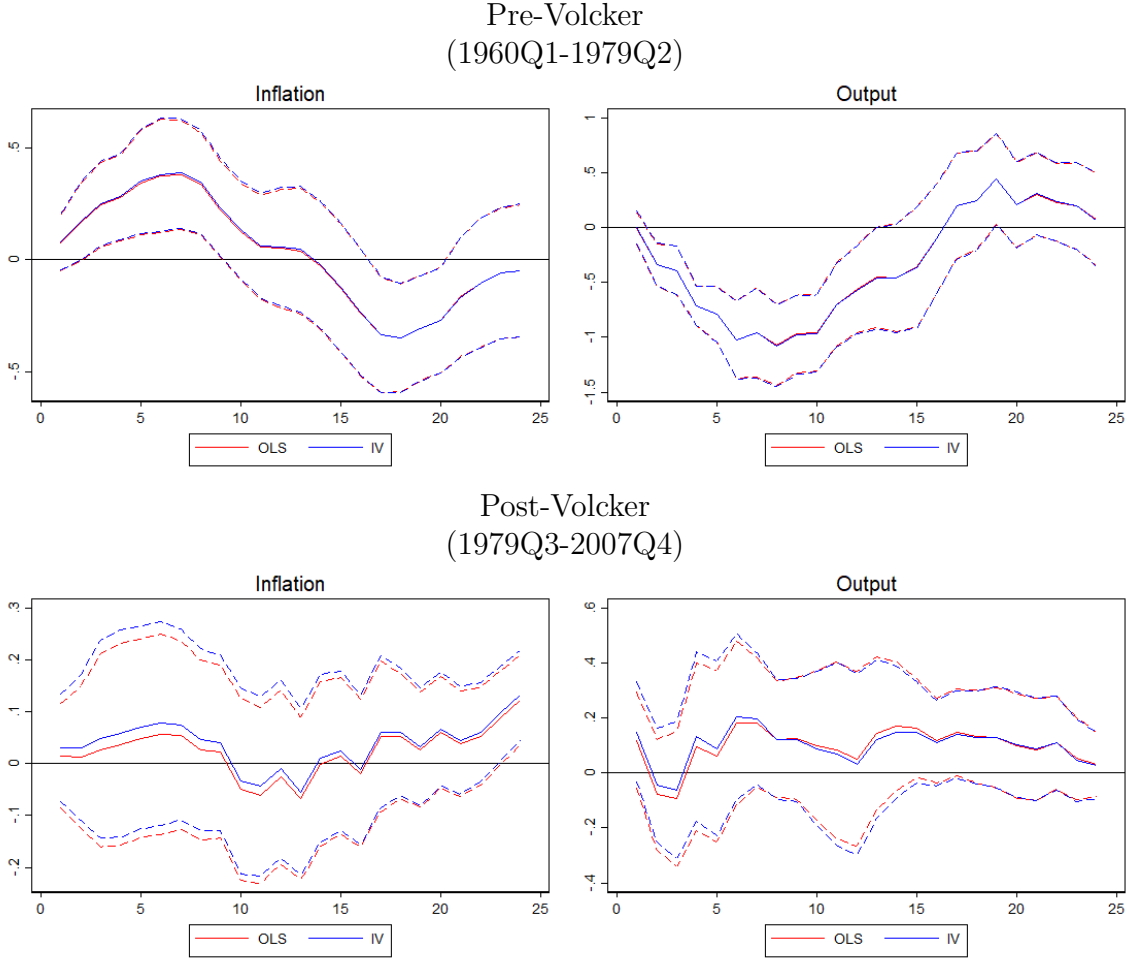 Pre-Volcker
(1960Q1-1979Q2)
Inflation
.5
0
-.5
0 5 10 15 20 25
OLS IV
Output
1
.5
0
-.5
-1
-1.5
0 5 10 15 20 25
OLS IV
Post-Volcker
(1979Q3-2007Q4)
Inflation
.3
.2
.1
0
-.1
-.2
0 5 10 15 20 25
OLS IV
Output
.6
.4
.2
0
-.2
-.4
0 5 10 15 20 25
OLS IV